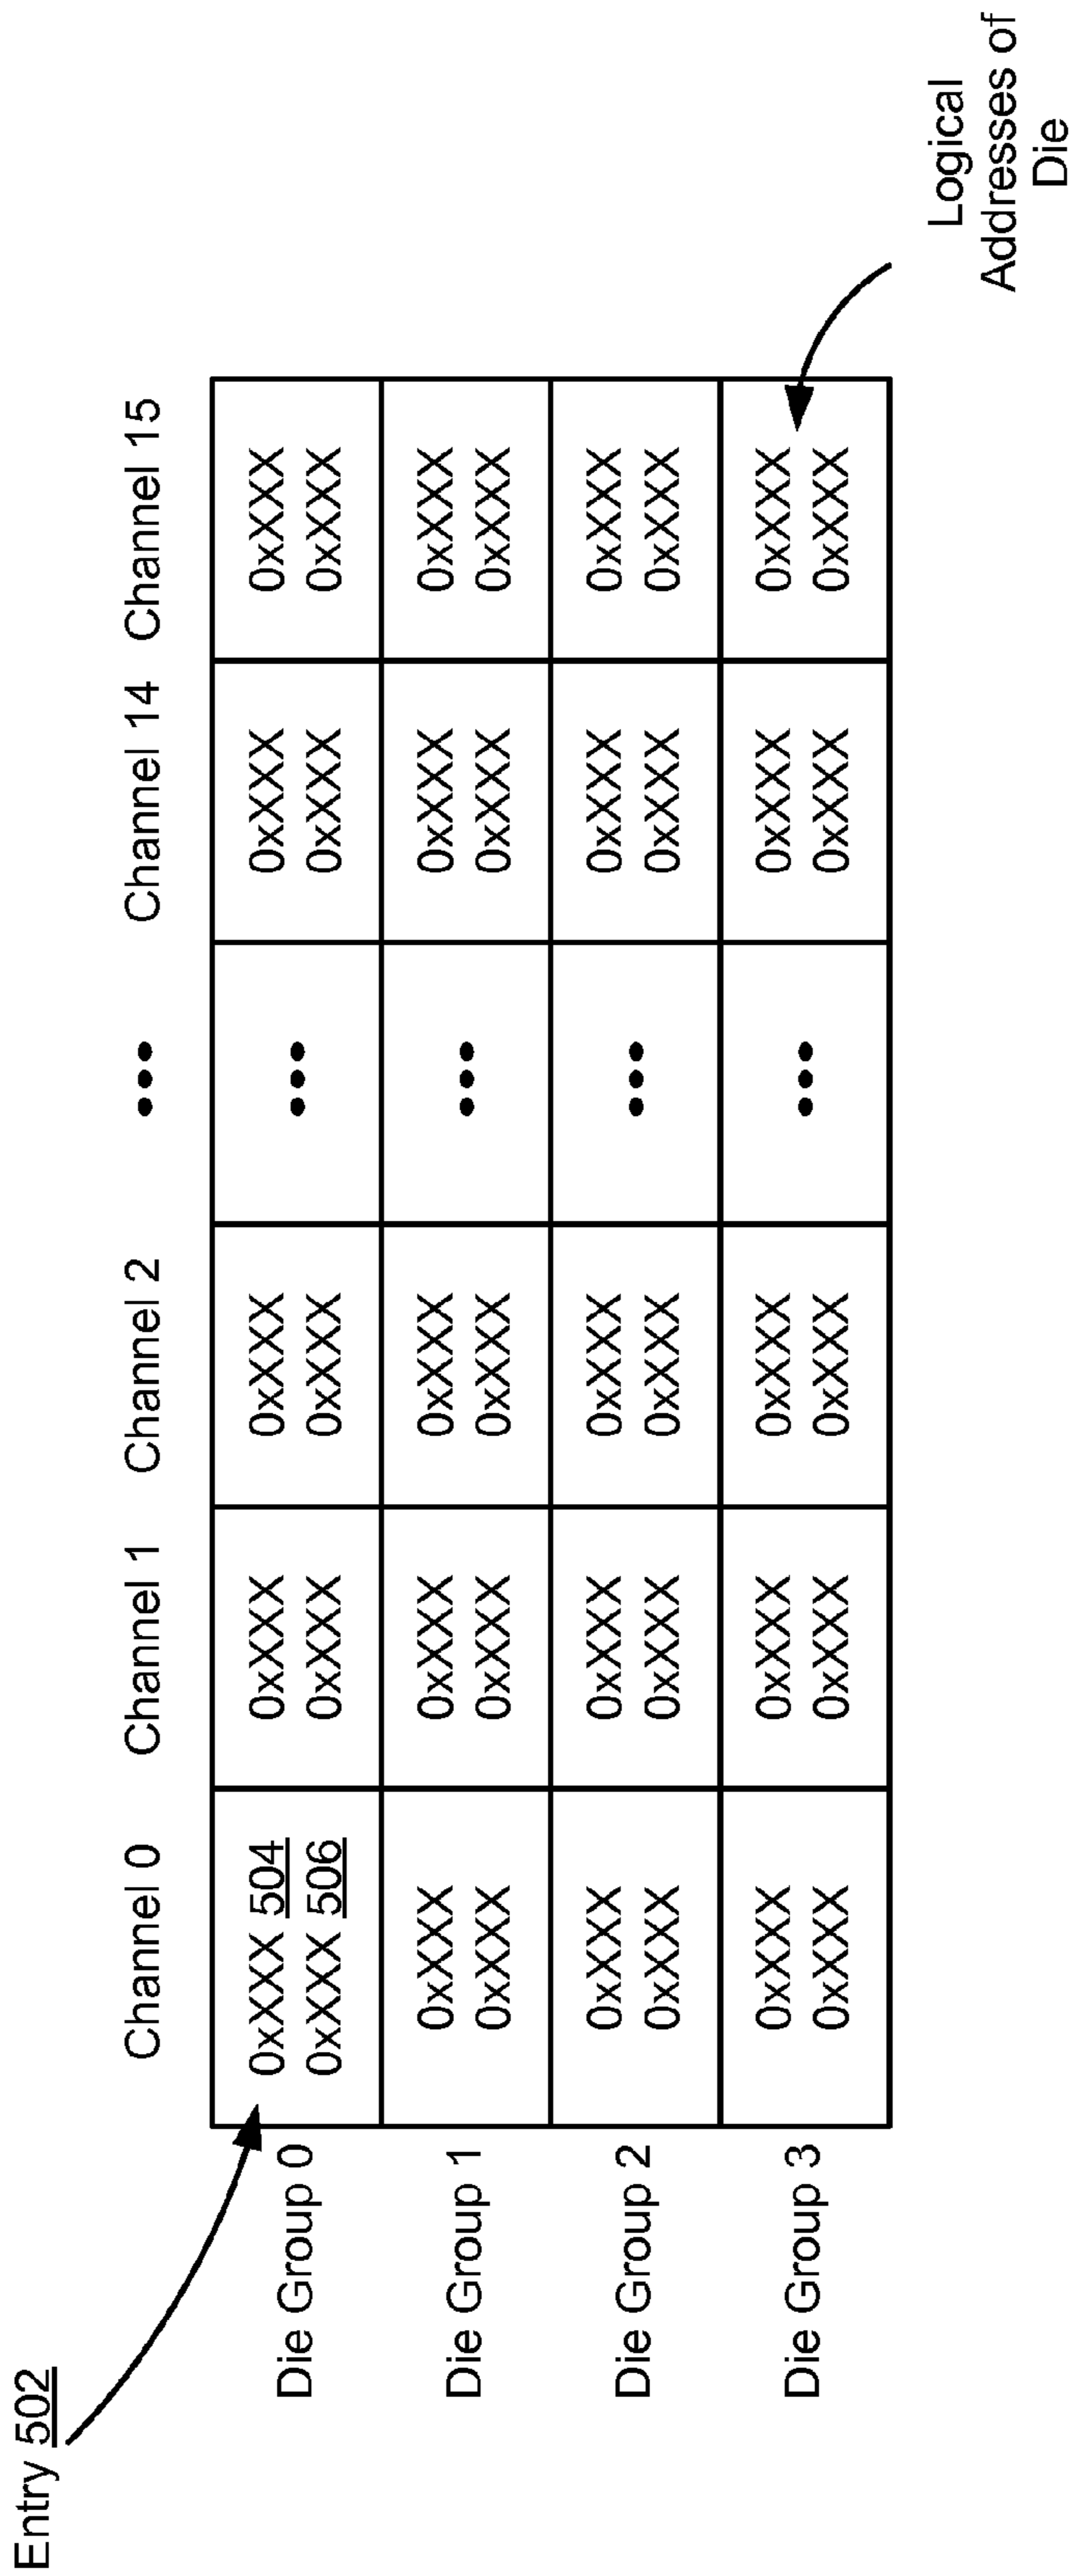 Entry 502
Channel 0 Channel 1 Channel 2 ••• Channel 14 Channel 15
Die Group 0
0xXXX 504
0xXXX 506
0xXXX
0xXXX
0xXXX
0xXXX
•••
0xXXX
0xXXX
0xXXX
0xXXX
Die Group 1
0xXXX
0xXXX
0xXXX
0xXXX
0xXXX
0xXXX
•••
0xXXX
0xXXX
0xXXX
0xXXX
Die Group 2
0xXXX
0xXXX
0xXXX
0xXXX
0xXXX
0xXXX
•••
0xXXX
0xXXX
0xXXX
0xXXX
Die Group 3
0xXXX
0xXXX
0xXXX
0xXXX
0xXXX
0xXXX
•••
0xXXX
0xXXX
0xXXX
0xXXX
Logical
Addresses of
Die